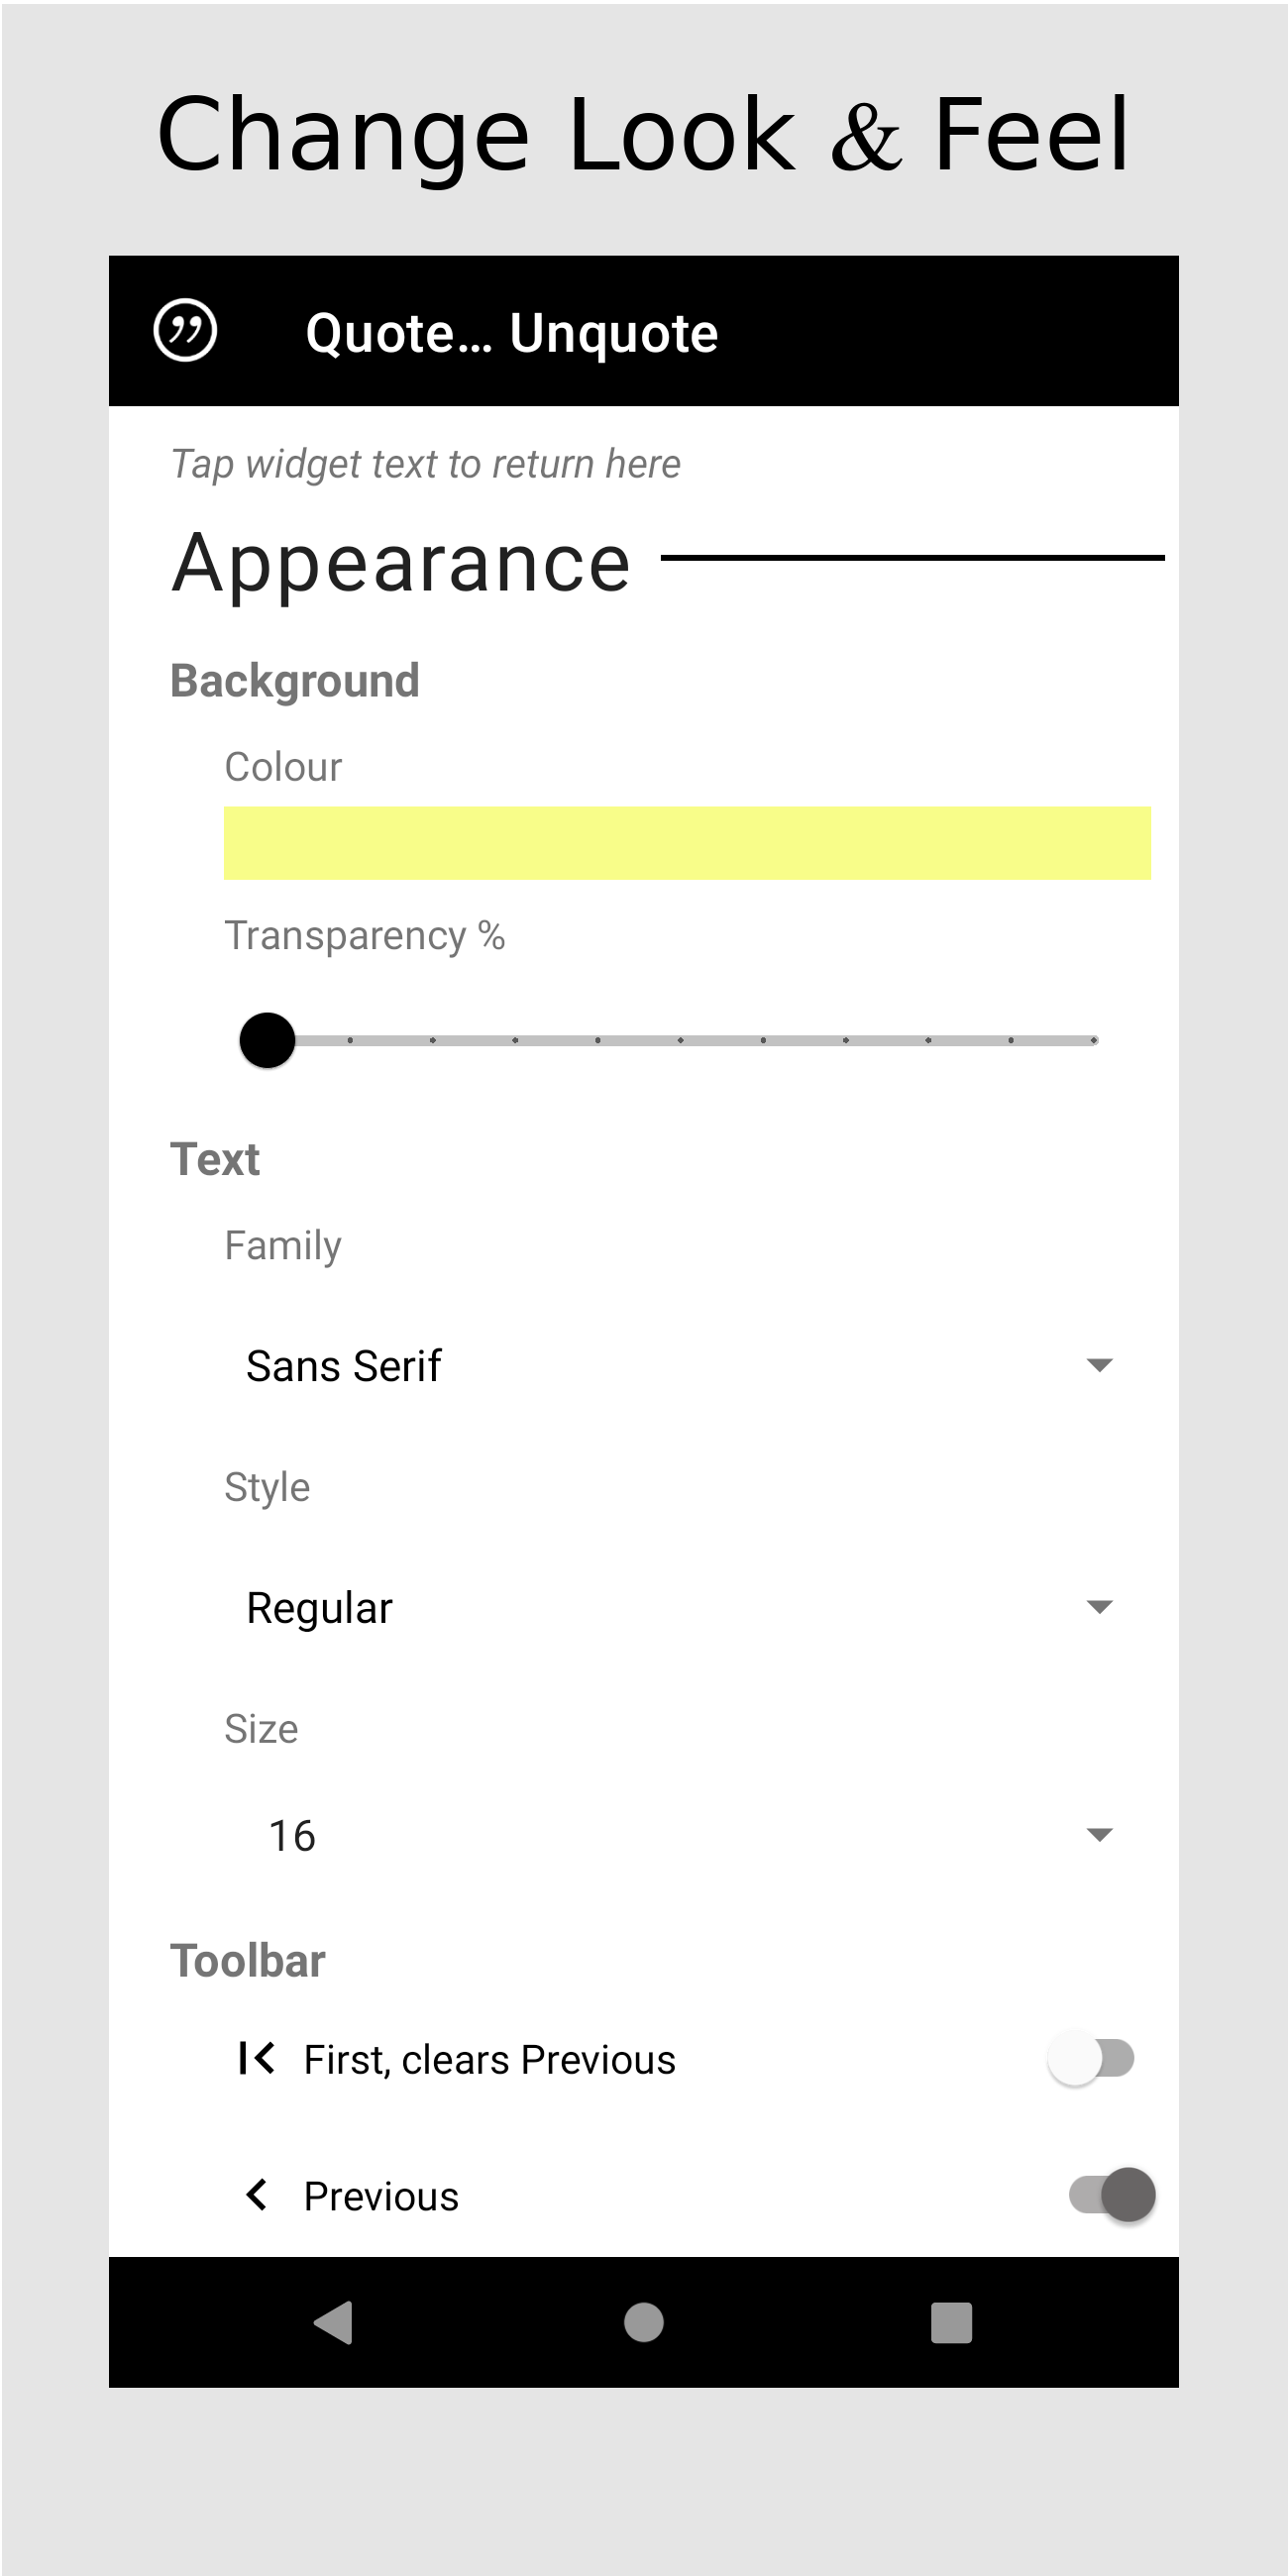 Change Look & Feel
Quote… Unquote
Tap widget text to return here
Appearance
Background
Colour
Transparency %
Text
Family
Sans Serif
Style
Regular
Size
16
Toolbar
First, clears Previous
Previous